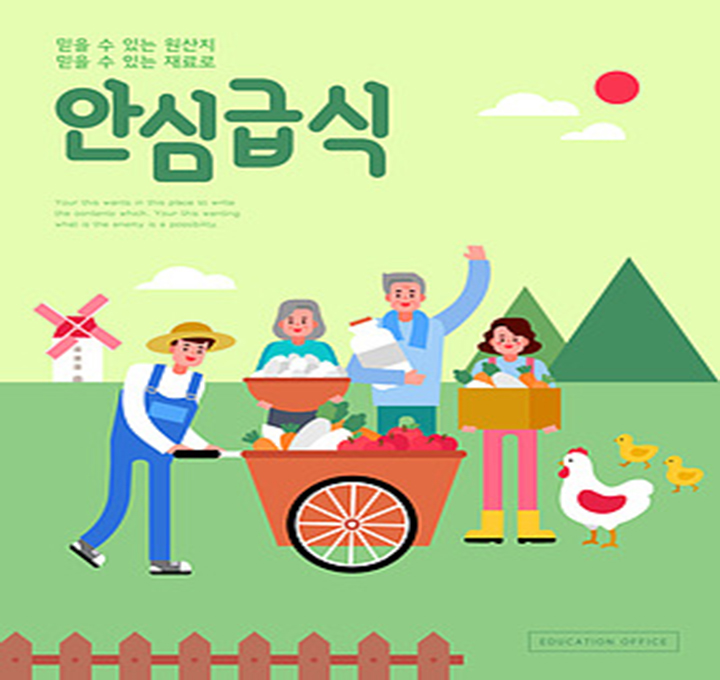 믿을 수 있는 원산지
믿을 수 있는 재료로
안심급식
Your this wants in this place to write
the contents which. Your this wanting
what is the enemy is a possibility.
EDUCATION OFFICE